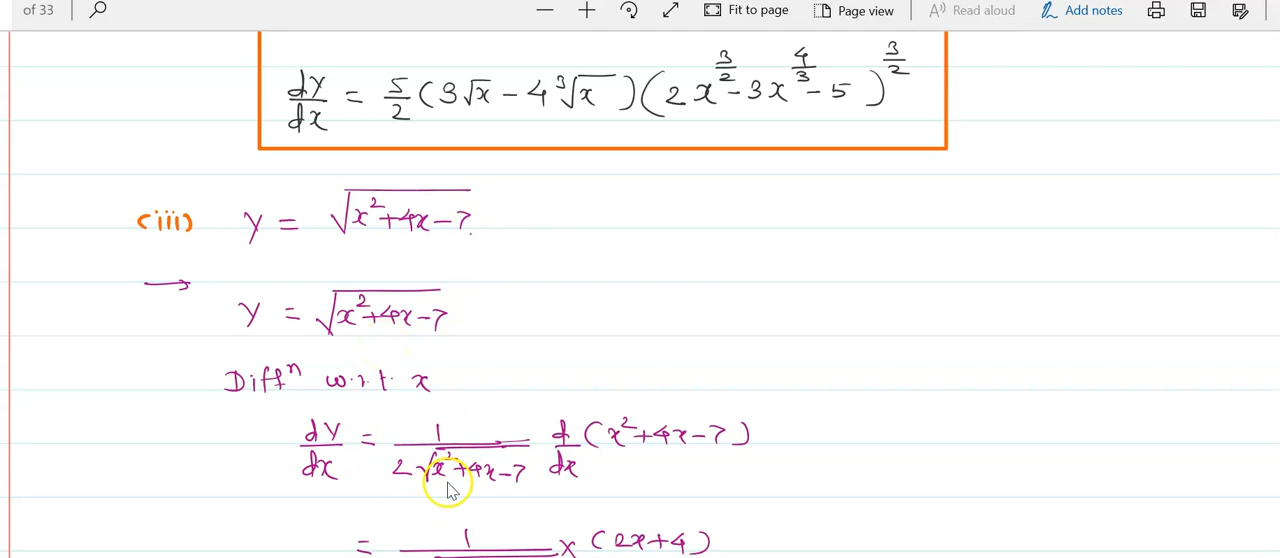 of 33 Fit to page Page view Read aloud Add notes
dy/dx = 5/2 (3√x − 4∛x) (2x^(3/2) − 3x^(4/3) − 5)^(3/2)
(iii) y = √(x²+4x−7).
→ y = √(x²+4x−7)
Diffⁿ w.r.t. x
dy/dx = 1/(2√(x²+4x−7)) d/dx (x²+4x−7)
= 1/ × (2x+4)